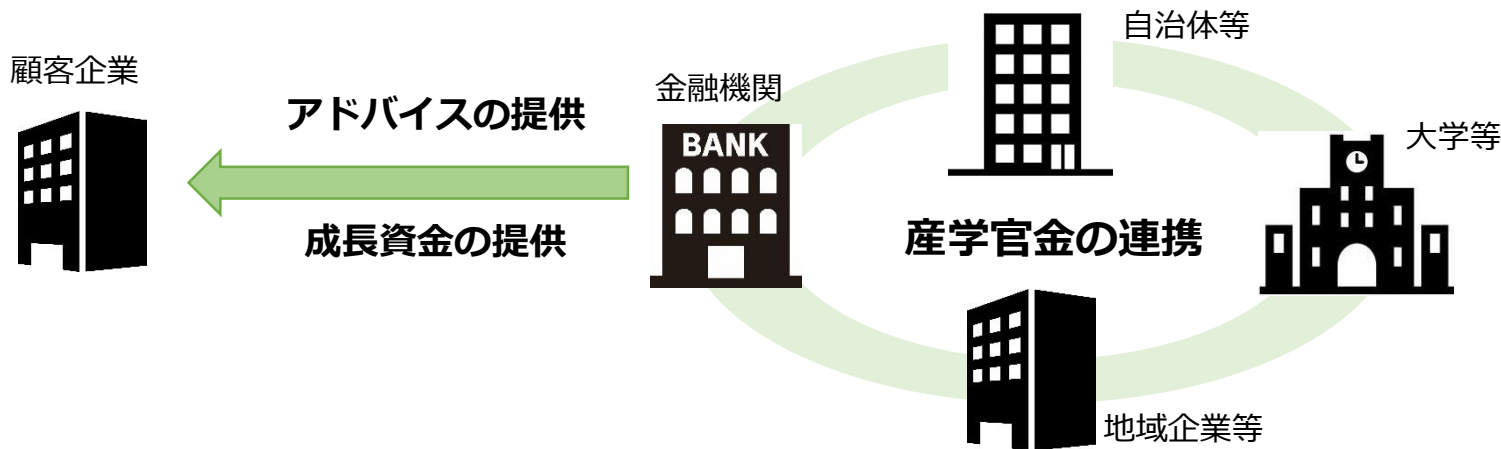 顧客企業
アドバイスの提供
成長資金の提供
金融機関
BANK
自治体等
大学等
産学官金の連携
地域企業等